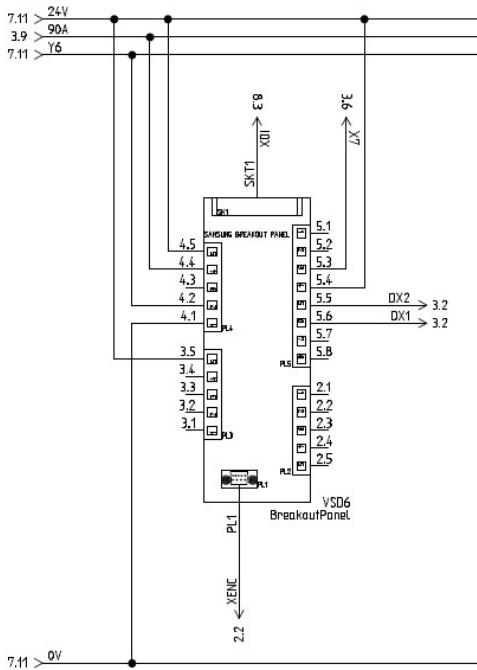 7.11 24V
3.9 90A
7.11 Y6
8.3
XOI
SKT1
3.6
X7
SK1
SAMSUNG BREAKOUT PANEL
4.5
4.4
4.3
4.2
4.1
PL4
5.1
5.2
5.3
5.4
5.5 DX2 3.2
5.6 DX1 3.2
5.7
5.8
PL5
3.5
3.4
3.3
3.2
3.1
PL3
2.1
2.2
2.3
2.4
2.5
PL2
PL1
VSD6
BreakoutPanel
PL1
XENC
2.2
7.11 0V